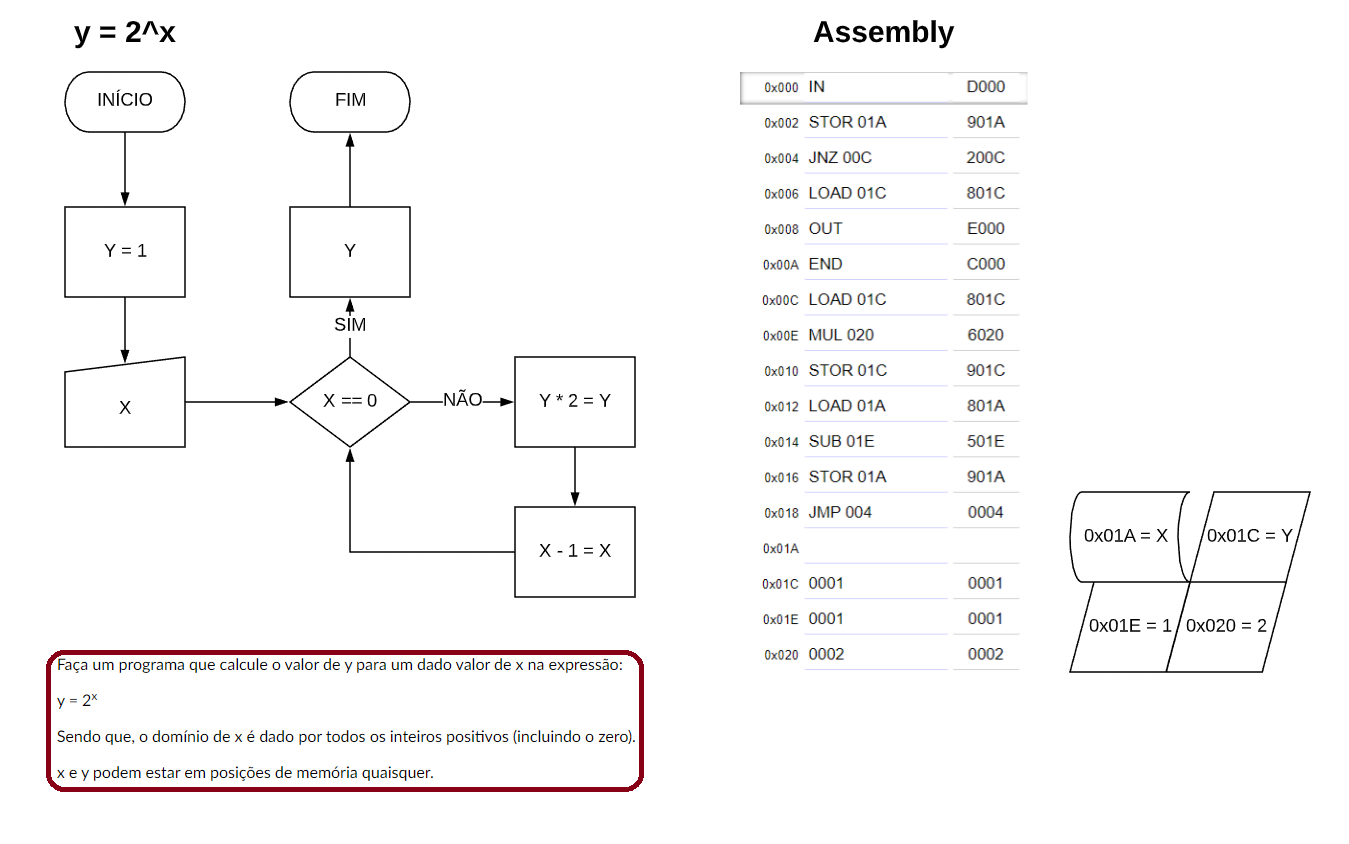 y = 2^x
INÍCIO
FIM
Y = 1
Y
SIM
X
X == 0
NÃO
Y * 2 = Y
X - 1 = X
Faça um programa que calcule o valor de y para um dado valor de x na expressão:
y = 2ˣ
Sendo que, o domínio de x é dado por todos os inteiros positivos (incluindo o zero).
x e y podem estar em posições de memória quaisquer.
Assembly
0x000 IN D000
0x002 STOR 01A 901A
0x004 JNZ 00C 200C
0x006 LOAD 01C 801C
0x008 OUT E000
0x00A END C000
0x00C LOAD 01C 801C
0x00E MUL 020 6020
0x010 STOR 01C 901C
0x012 LOAD 01A 801A
0x014 SUB 01E 501E
0x016 STOR 01A 901A
0x018 JMP 004 0004
0x01A
0x01C 0001 0001
0x01E 0001 0001
0x020 0002 0002
0x01A = X
0x01C = Y
0x01E = 1
0x020 = 2